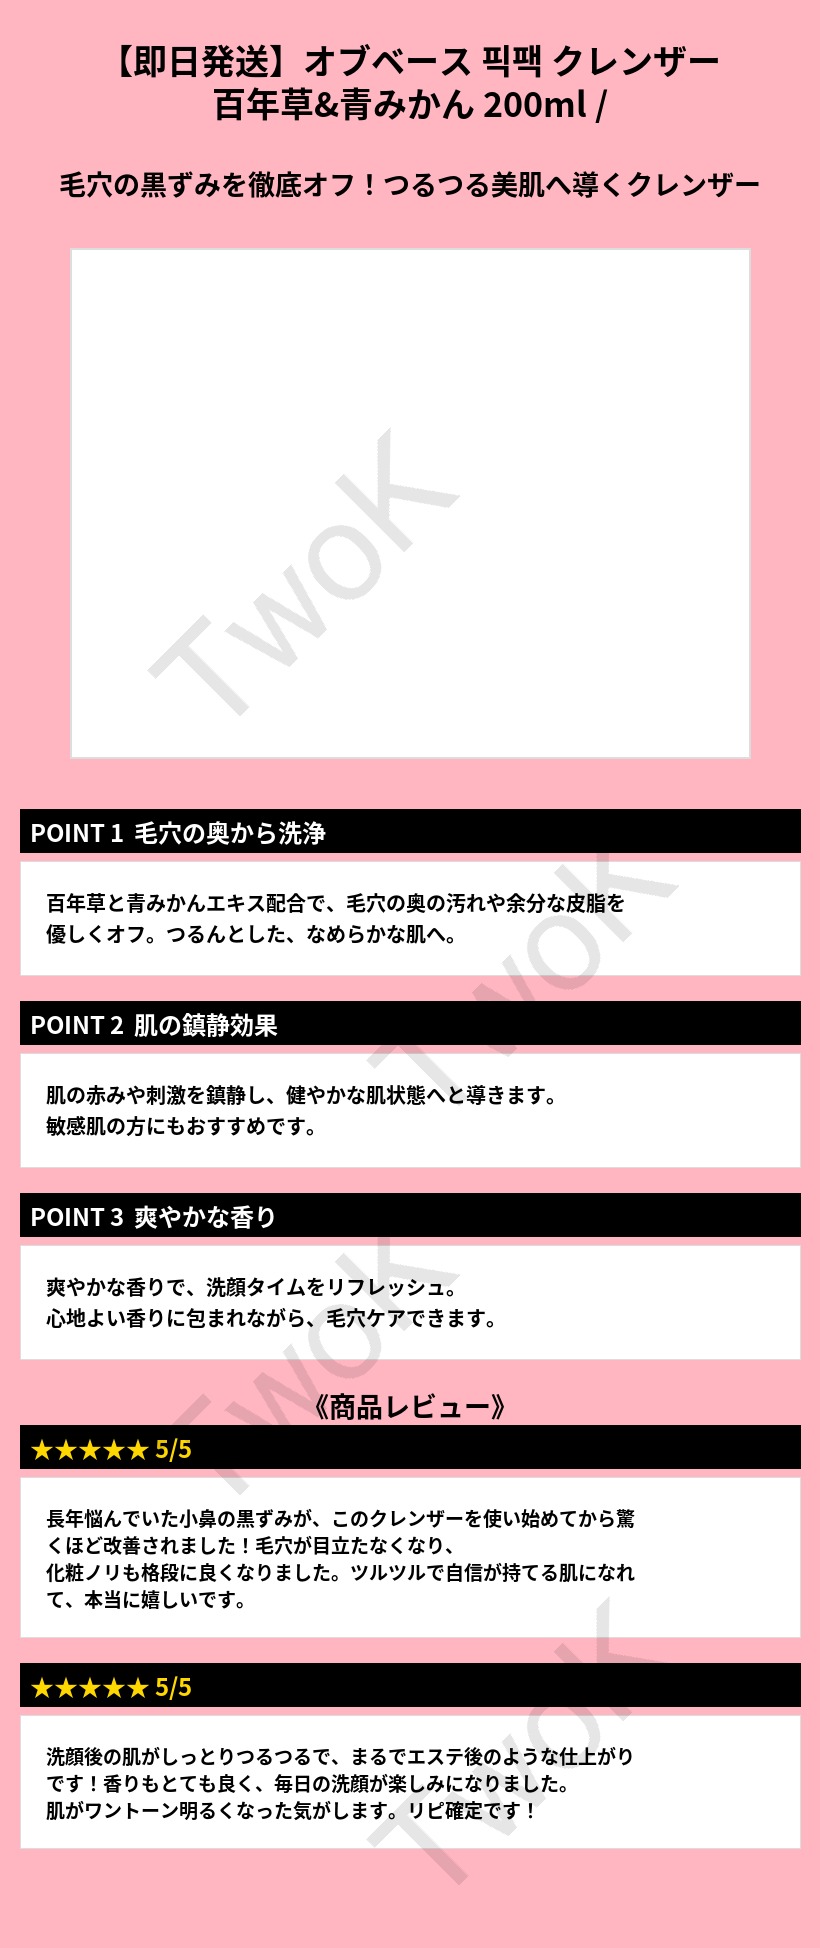 【即日発送】オブベース 픽팩 クレンザー
百年草&青みかん 200ml /
毛穴の黒ずみを徹底オフ！つるつる美肌へ導くクレンザー
TwoK
POINT 1 毛穴の奥から洗浄
百年草と青みかんエキス配合で、毛穴の奥の汚れや余分な皮脂を
優しくオフ。つるんとした、なめらかな肌へ。
TwoK
POINT 2 肌の鎮静効果
肌の赤みや刺激を鎮静し、健やかな肌状態へと導きます。
敏感肌の方にもおすすめです。
POINT 3 爽やかな香り
爽やかな香りで、洗顔タイムをリフレッシュ。
心地よい香りに包まれながら、毛穴ケアできます。
TwoK
《商品レビュー》
★★★★★ 5/5
長年悩んでいた小鼻の黒ずみが、このクレンザーを使い始めてから驚
くほど改善されました！毛穴が目立たなくなり、
化粧ノリも格段に良くなりました。ツルツルで自信が持てる肌になれ
て、本当に嬉しいです。
★★★★★ 5/5
洗顔後の肌がしっとりつるつるで、まるでエステ後のような仕上がり
です！香りもとても良く、毎日の洗顔が楽しみになりました。
肌がワントーン明るくなった気がします。リピ確定です！
TwoK